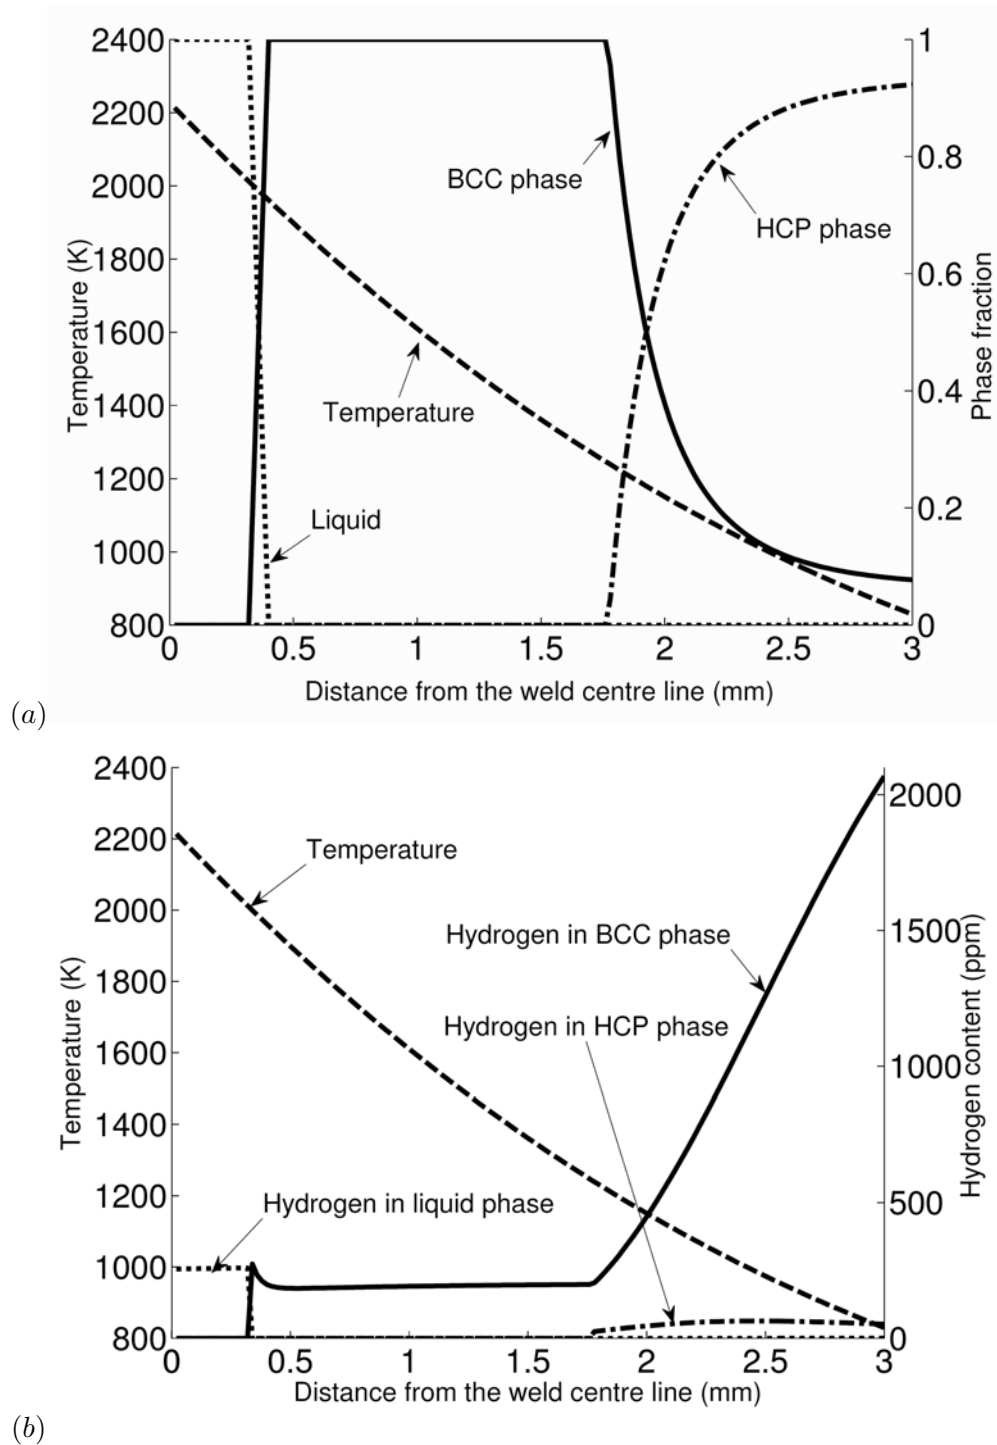 2400
2200
2000
1800
1600
1400
1200
1000
800
Temperature (K)
1
0.8
0.6
0.4
0.2
0
Phase fraction
BCC phase
HCP phase
Temperature
Liquid
0 0.5 1 1.5 2 2.5 3
Distance from the weld centre line (mm)
(a)
2400
2200
2000
1800
1600
1400
1200
1000
800
Temperature (K)
2000
1500
1000
500
0
Hydrogen content (ppm)
Temperature
Hydrogen in BCC phase
Hydrogen in HCP phase
Hydrogen in liquid phase
0 0.5 1 1.5 2 2.5 3
Distance from the weld centre line (mm)
(b)